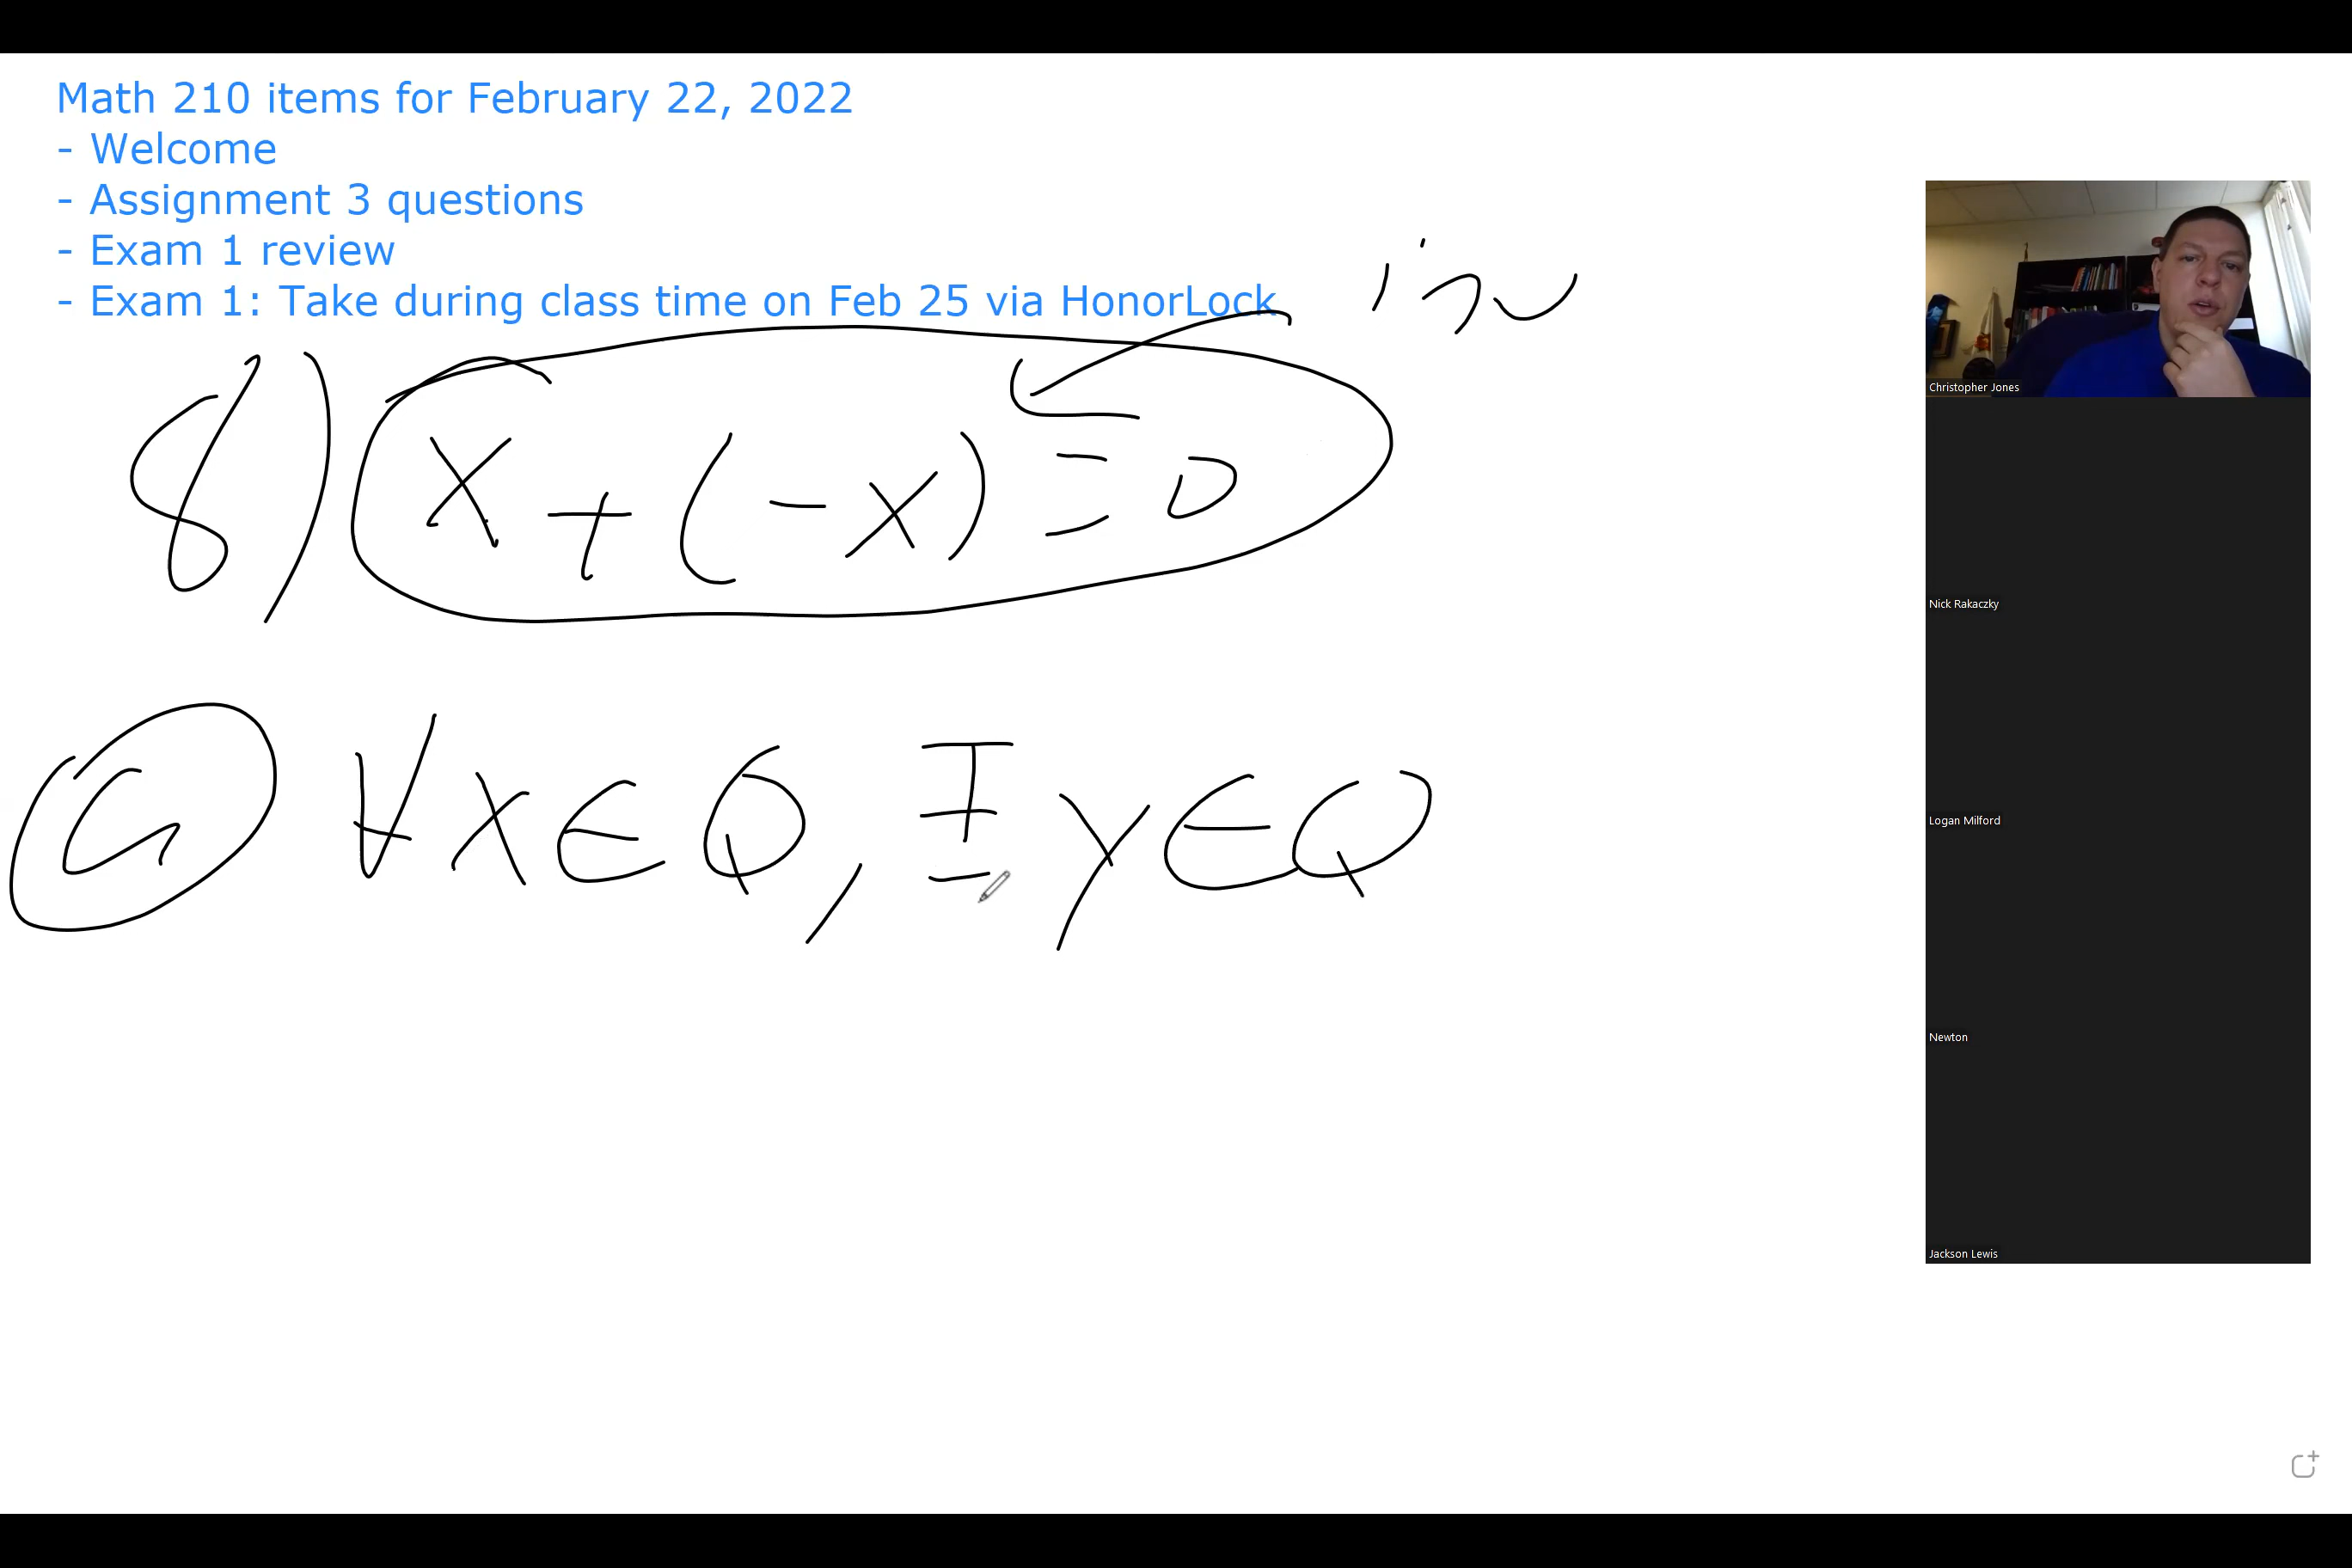 Math 210 items for February 22, 2022
- Welcome
- Assignment 3 questions
- Exam 1 review
- Exam 1: Take during class time on Feb 25 via HonorLock
8) x + (-x) = 0
∀ x ∈ Q, ∃ y ∈ Q
Christopher Jones
Nick Rakaczky
Logan Milford
Newton
Jackson Lewis